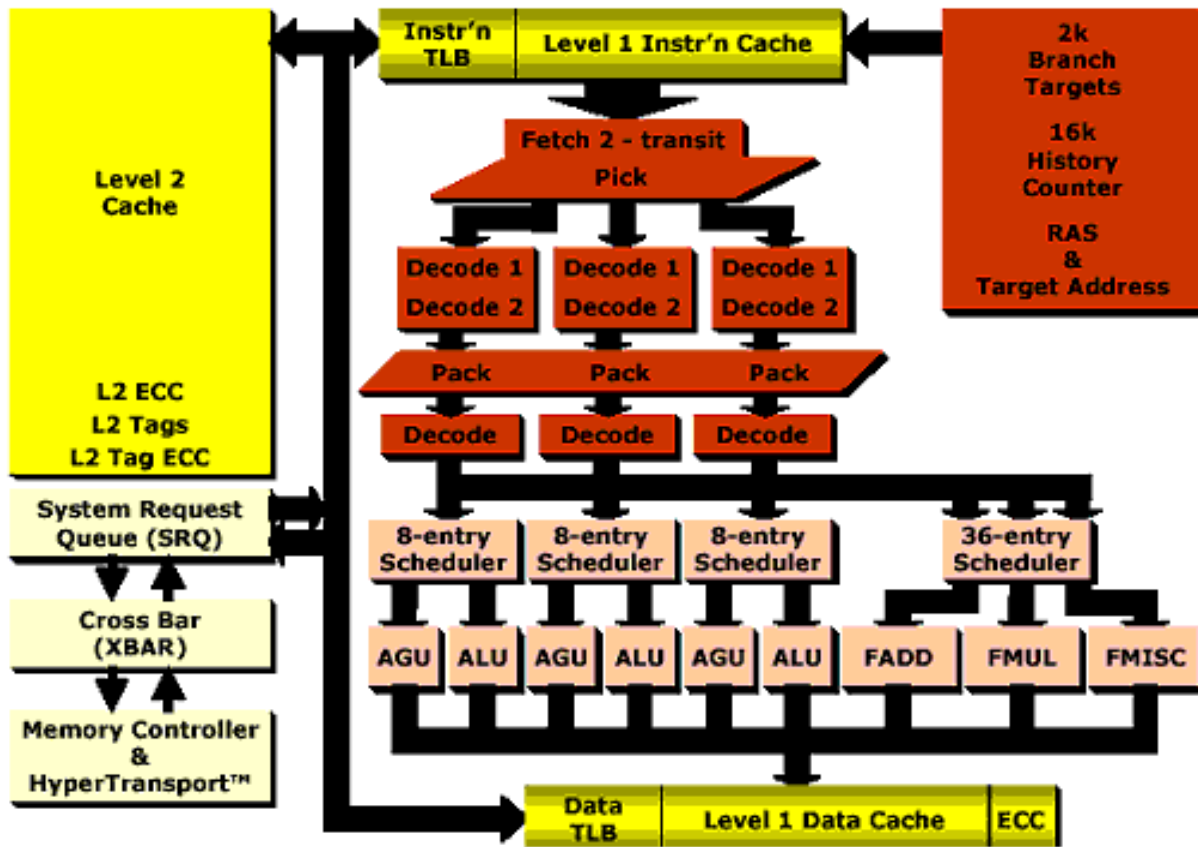 Level 2
Cache
L2 ECC
L2 Tags
L2 Tag ECC
System Request
Queue (SRQ)
Cross Bar
(XBAR)
Memory Controller
&
HyperTransport™
Instr'n
TLB
Level 1 Instr'n Cache
2k
Branch
Targets
16k
History
Counter
RAS
&
Target Address
Fetch 2 - transit
Pick
Decode 1 Decode 1 Decode 1
Decode 2 Decode 2 Decode 2
Pack Pack Pack
Decode Decode Decode
8-entry 8-entry 8-entry 36-entry
Scheduler Scheduler Scheduler Scheduler
AGU ALU AGU ALU AGU ALU FADD FMUL FMISC
Data
TLB
Level 1 Data Cache
ECC